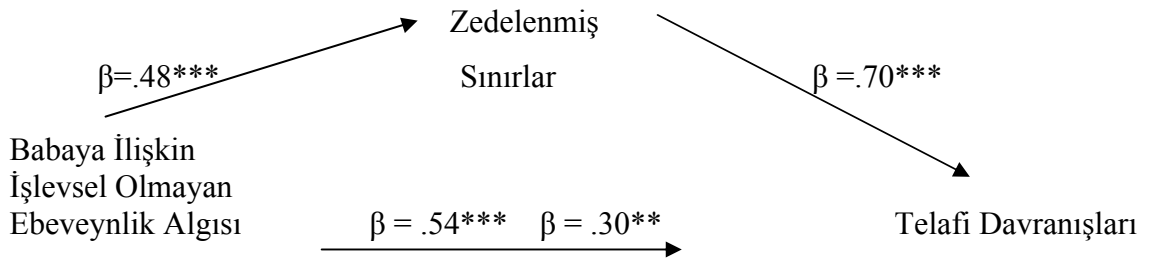 Zedelenmiş
Sınırlar
β=.48***
β =.70***
Babaya İlişkin
İşlevsel Olmayan
Ebeveynlik Algısı
β = .54*** β = .30**
Telafi Davranışları